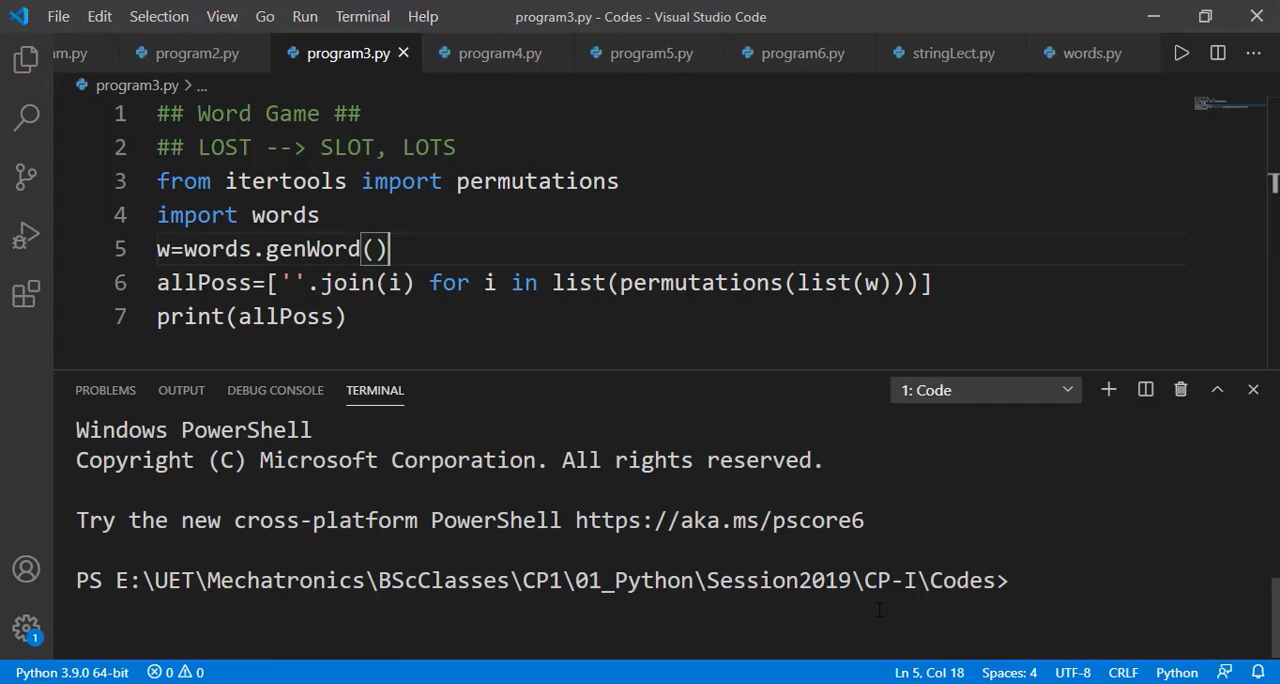 File Edit Selection View Go Run Terminal Help program3.py - Codes - Visual Studio Code
am.py program2.py program3.py program4.py program5.py program6.py stringLect.py words.py
program3.py > ...
1 ## Word Game ##
2 ## LOST --> SLOT, LOTS
3 from itertools import permutations
4 import words
5 w=words.genWord()
6 allPoss=[''.join(i) for i in list(permutations(list(w)))]
7 print(allPoss)
PROBLEMS OUTPUT DEBUG CONSOLE TERMINAL 1: Code
Windows PowerShell
Copyright (C) Microsoft Corporation. All rights reserved.
Try the new cross-platform PowerShell https://aka.ms/pscore6
PS E:\UET\Mechatronics\BScClasses\CP1\01_Python\Session2019\CP-I\Codes>
1
Python 3.9.0 64-bit 0 0 Ln 5, Col 18 Spaces: 4 UTF-8 CRLF Python